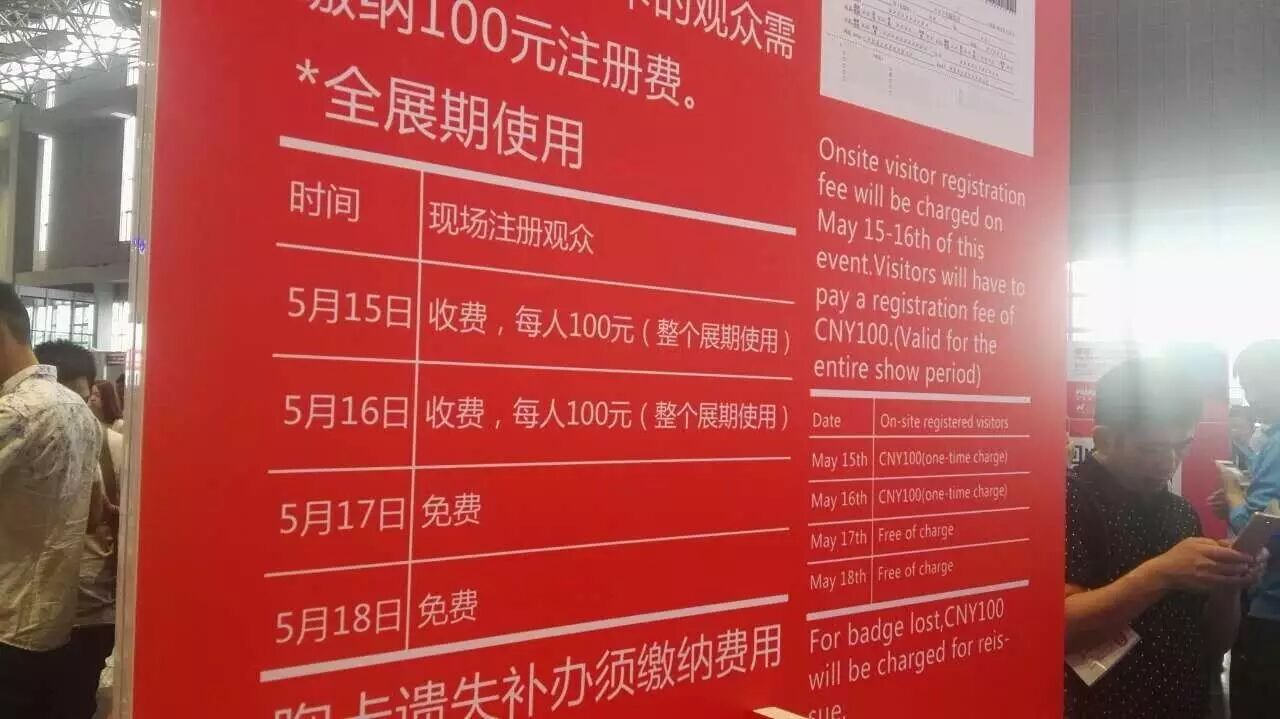 的观众需
缴纳100元注册费。
*全展期使用
时间 现场注册观众
5月15日 收费，每人100元（整个展期使用）
5月16日 收费，每人100元（整个展期使用）
5月17日 免费
5月18日 免费
胸卡遗失补办须缴纳费用
Onsite visitor registration
fee will be charged on
May 15-16th of this
event.Visitors will have to
pay a registration fee of
CNY100.(Valid for the
entire show period)
Date On-site registered visitors
May 15th CNY100(one-time charge)
May 16th CNY100(one-time charge)
May 17th Free of charge
May 18th Free of charge
For badge lost,CNY100
will be charged for reis-
sue.